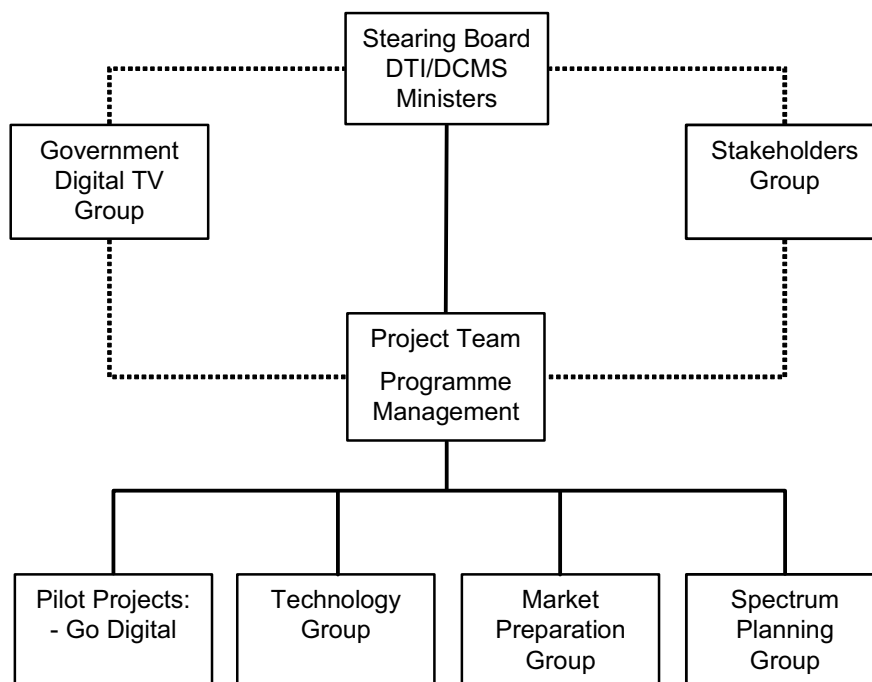 Stearing Board
DTI/DCMS
Ministers
Government
Digital TV
Group
Stakeholders
Group
Project Team
Programme
Management
Pilot Projects:
- Go Digital
Technology
Group
Market
Preparation
Group
Spectrum
Planning
Group